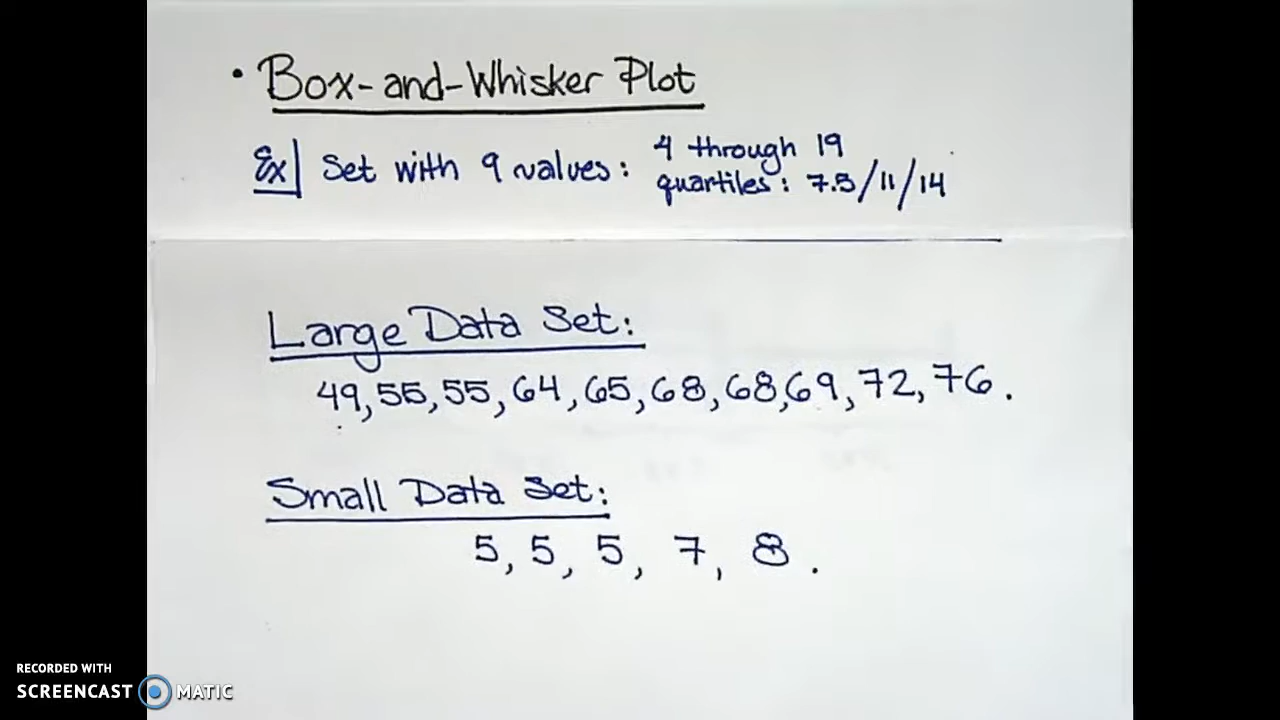 • Box-and-Whisker Plot
Ex| Set with 9 values: 4 through 19
quartiles: 7.5/11/14
Large Data Set:
49, 55, 55, 64, 65, 68, 68, 69, 72, 76.
Small Data Set:
5, 5, 5, 7, 8.
RECORDED WITH
SCREENCAST MATIC